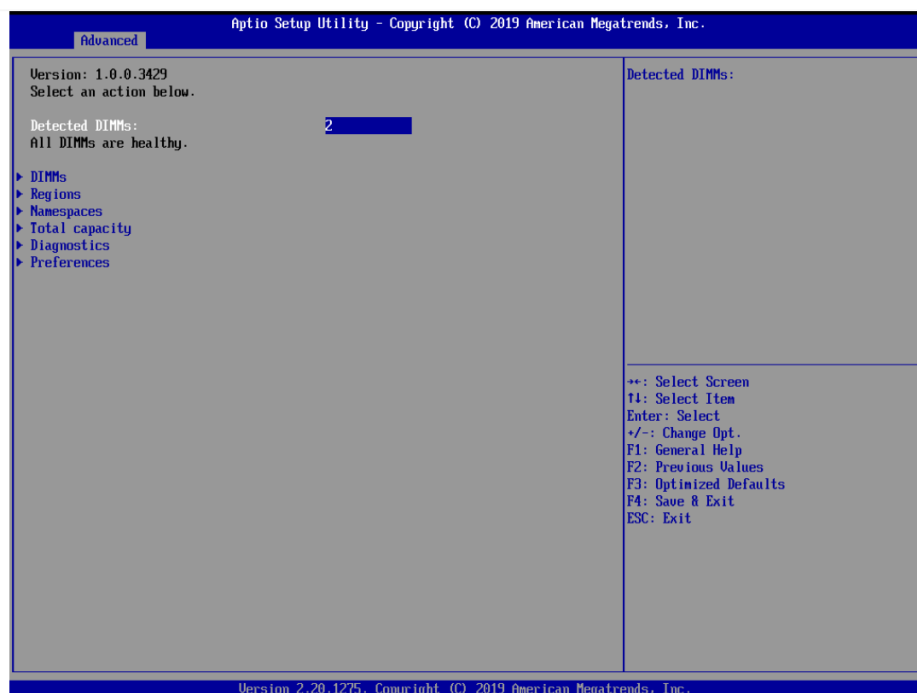 Aptio Setup Utility - Copyright (C) 2019 American Megatrends, Inc.
Advanced
Version: 1.0.0.3429
Select an action below.
Detected DIMMs: 2
All DIMMs are healthy.
DIMMs
Regions
Namespaces
Total capacity
Diagnostics
Preferences
Detected DIMMs:
→←: Select Screen
↑↓: Select Item
Enter: Select
+/-: Change Opt.
F1: General Help
F2: Previous Values
F3: Optimized Defaults
F4: Save & Exit
ESC: Exit
Version 2.20.1275. Copyright (C) 2019 American Megatrends, Inc.